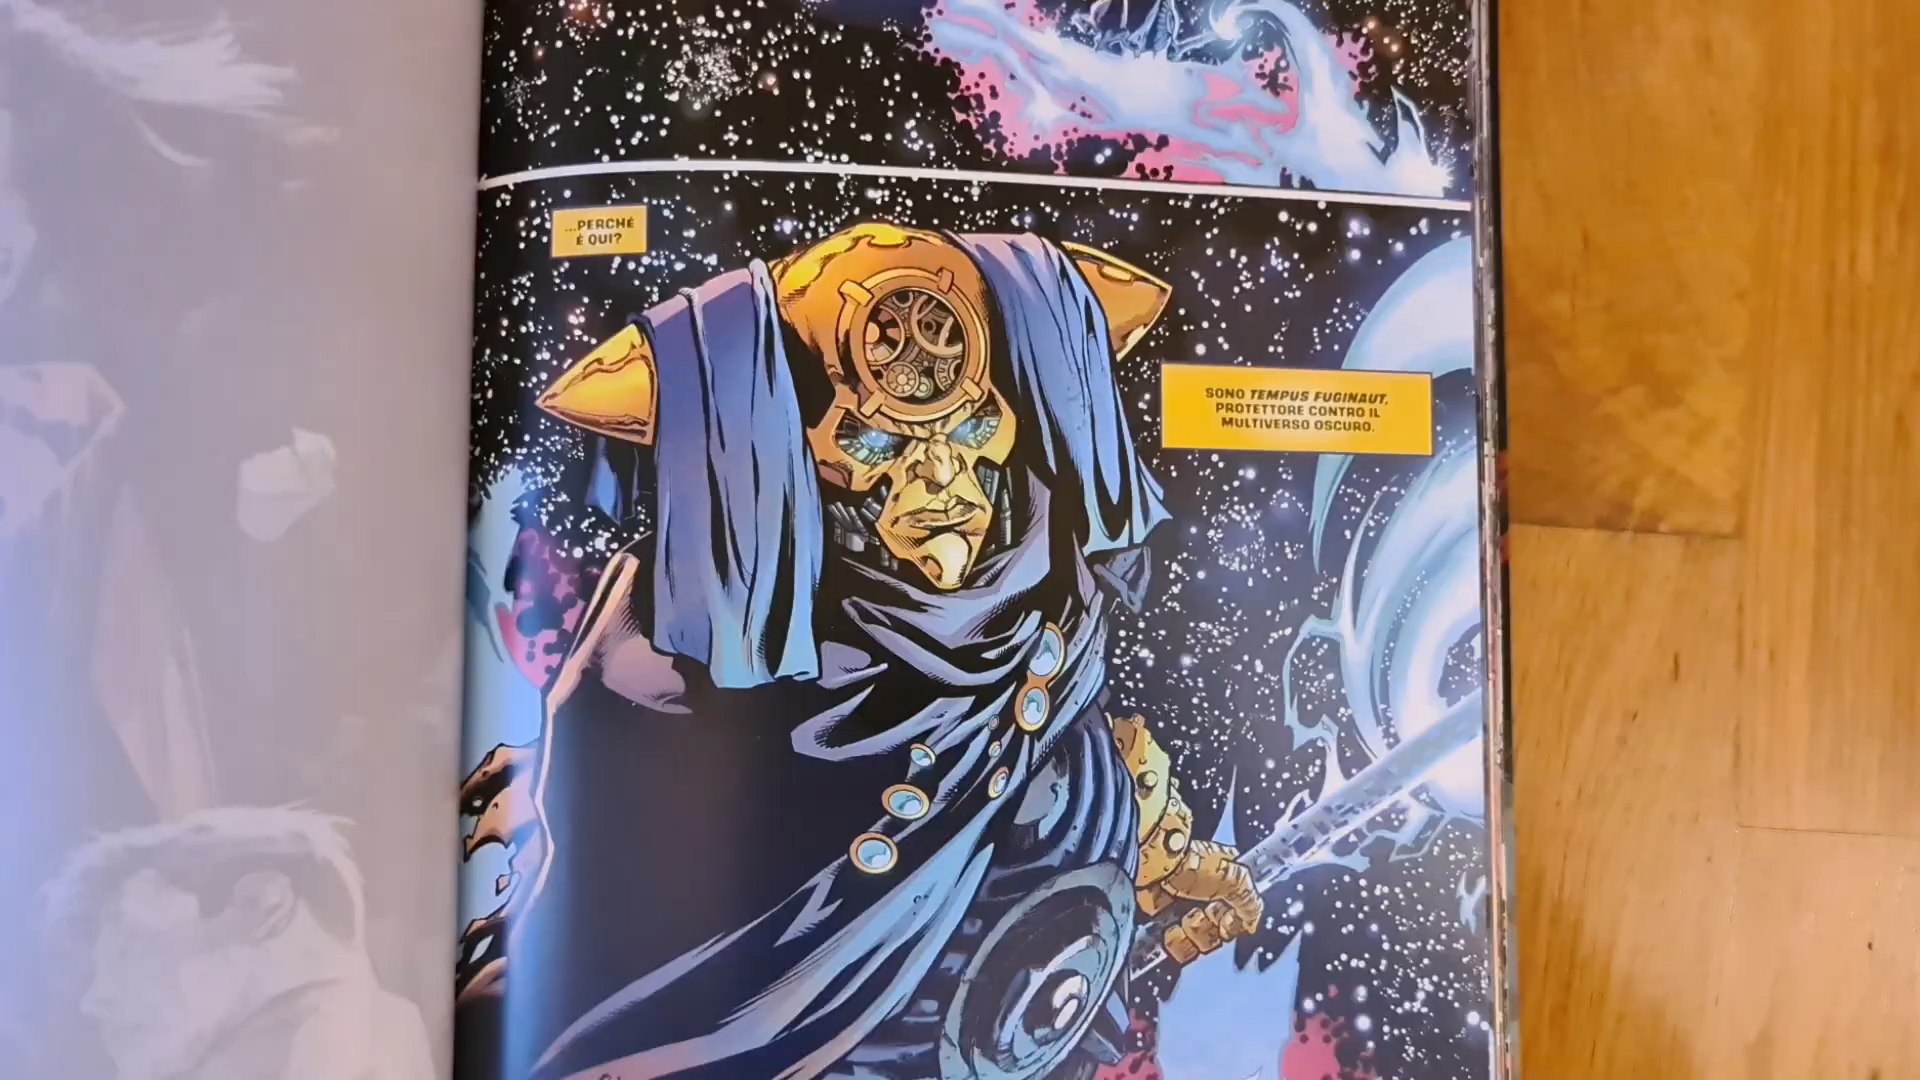 ...PERCHÉ
È QUI?
SONO TEMPUS FUGINAUT,
PROTETTORE CONTRO IL
MULTIVERSO OSCURO.